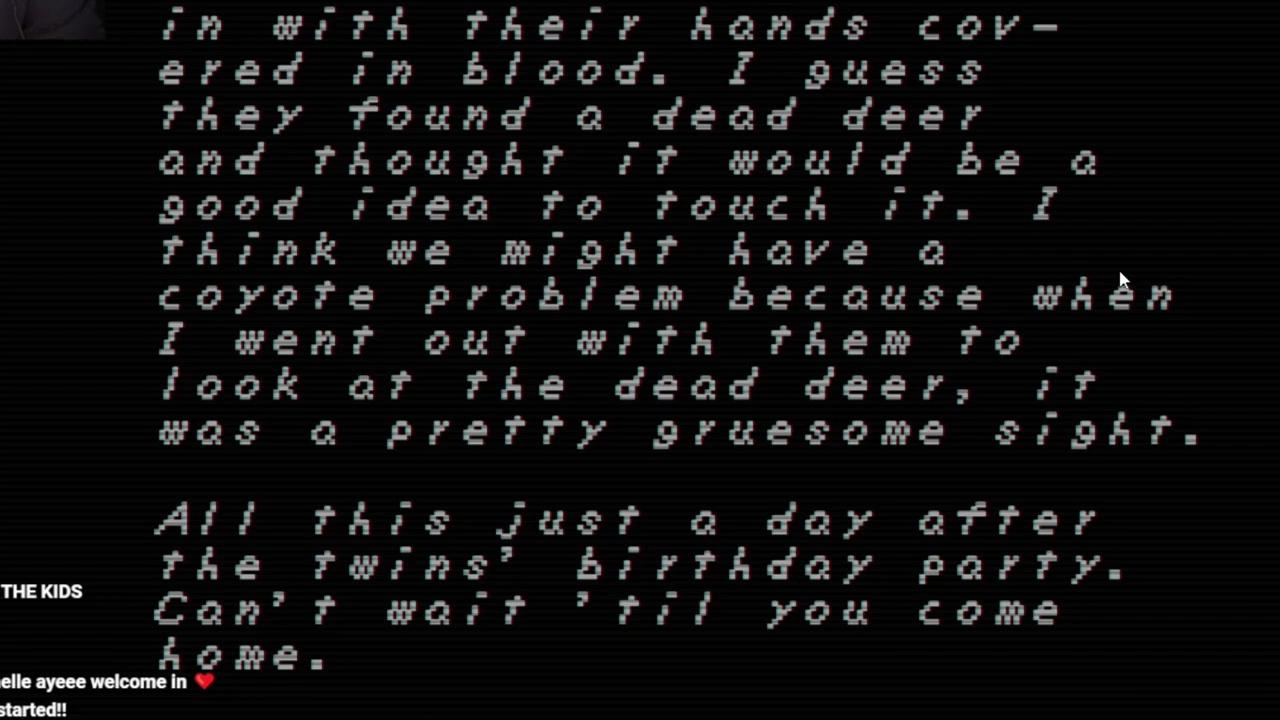 in with their hands cov-
ered in blood. I guess
they found a dead deer
and thought it would be a
good idea to touch it. I
think we might have a
coyote problem because when
I went out with them to
look at the dead deer, it
was a pretty gruesome sight.
All this just a day after
the twins' birthday party.
THE KIDS
Can't wait 'til you come
home.
elle ayeee welcome in ❤️
started!!